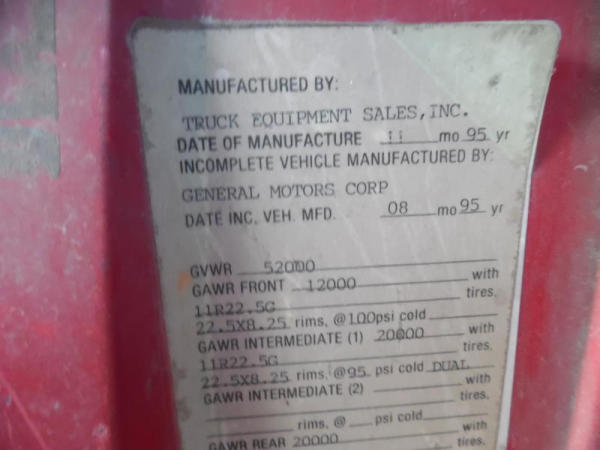 MANUFACTURED BY:
TRUCK EQUIPMENT SALES, INC.
DATE OF MANUFACTURE 11 mo 95 yr
INCOMPLETE VEHICLE MANUFACTURED BY:
GENERAL MOTORS CORP
DATE INC. VEH. MFD. 08 mo 95 yr
GVWR 52000
GAWR FRONT 12000 with
11R22.5G tires.
22.5X8.25 rims, @ 100psi cold
GAWR INTERMEDIATE (1) 20000 with
11R22.5G tires.
22.5X8.25 rims, @95 psi cold DUAL
GAWR INTERMEDIATE (2) with
tires.
rims, @ psi cold
GAWR REAR 20000 with
tires.